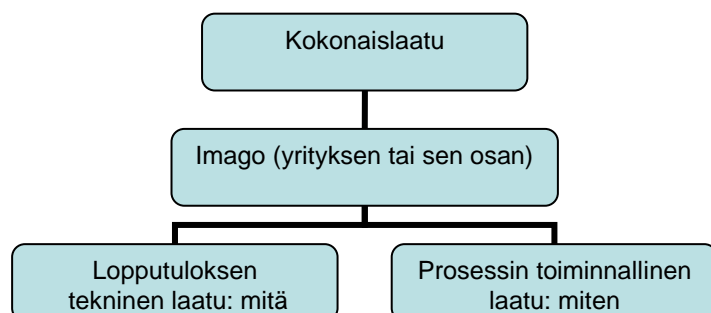 Kokonaislaatu
Imago (yrityksen tai sen osan)
Lopputuloksen
tekninen laatu: mitä
Prosessin toiminnallinen
laatu: miten